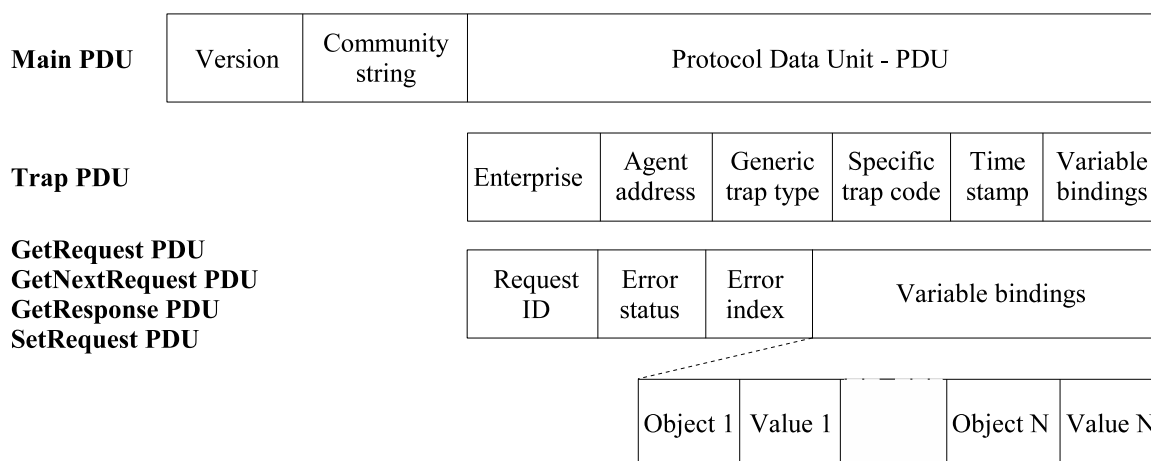 Main PDU
Version
Community
string
Protocol Data Unit - PDU
Trap PDU
Enterprise
Agent
address
Generic
trap type
Specific
trap code
Time
stamp
Variable
bindings
GetRequest PDU
GetNextRequest PDU
GetResponse PDU
SetRequest PDU
Request
ID
Error
status
Error
index
Variable bindings
Object 1
Value 1
Object N
Value N